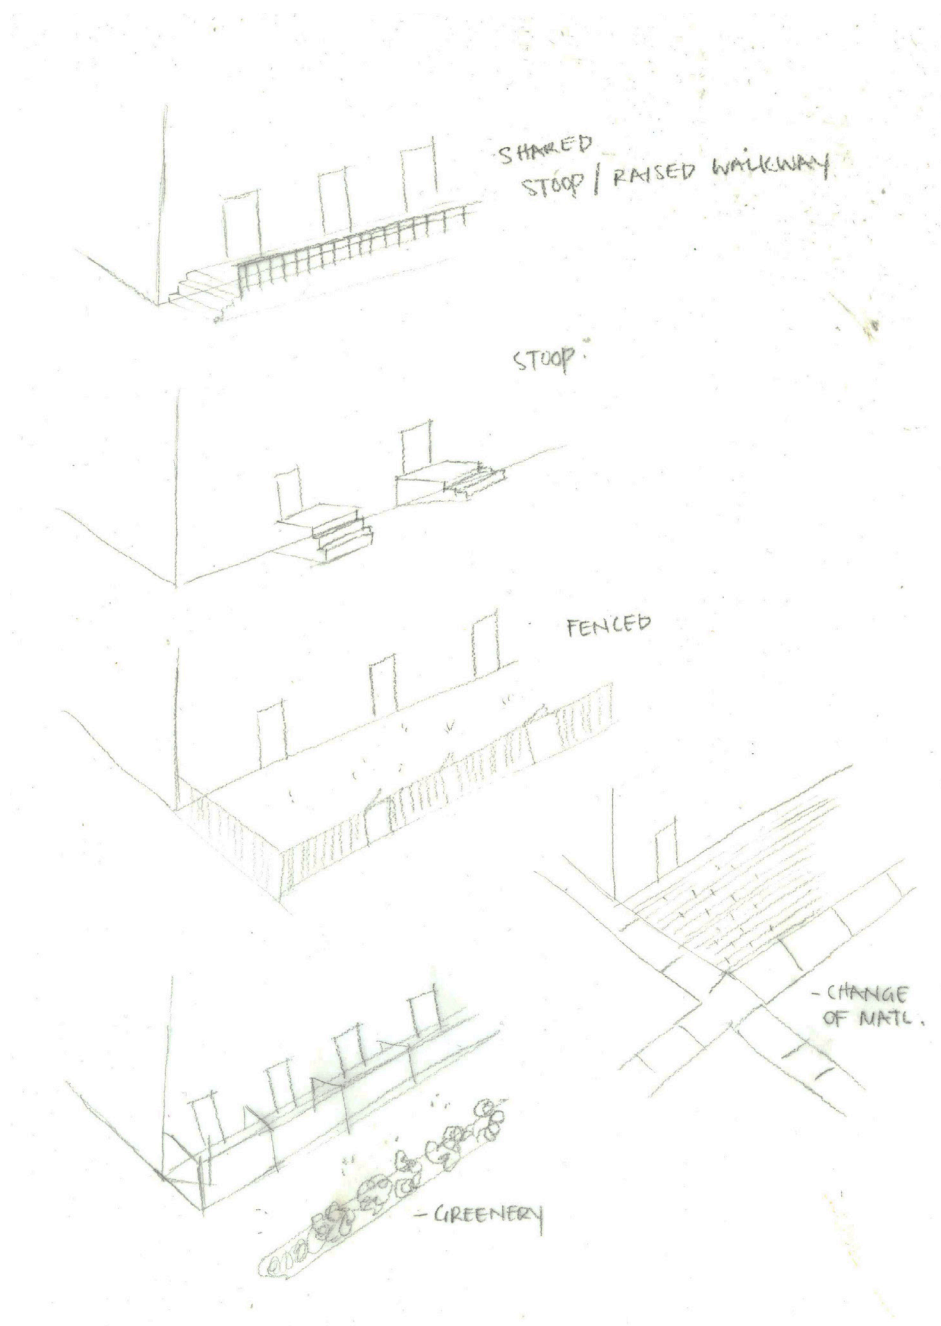 SHARED
STOOP / RAISED WALKWAY
STOOP:
FENCED
- CHANGE
OF MATL.
- GREENERY